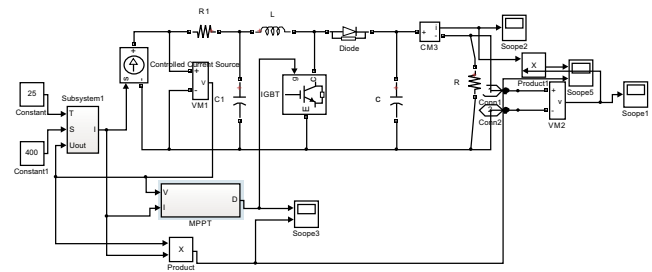 R1
L
Diode
CM3
Scope2
Controlled Current Source
s
+
-
+
v
-
VM1
C1
IGBT
g
C
E
C
R
i
+
-
X
Product1
Scope5
Conn1
Conn2
+
v
-
VM2
Scope1
25
Constant
Subsystem1
T
S
I
Uout
400
Constant1
V
I
D
MPPT
Soope3
X
Product